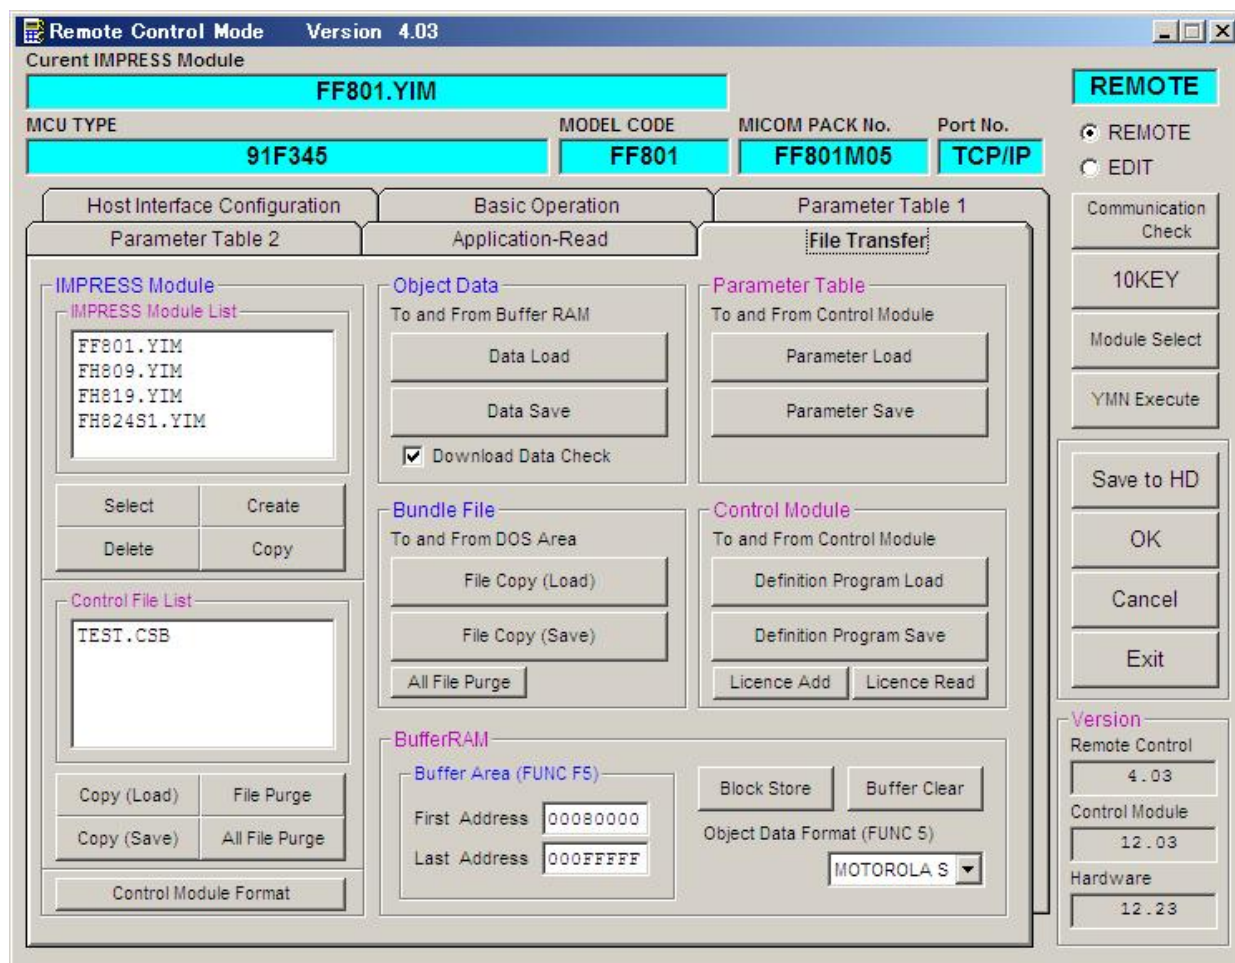 Remote Control Mode Version 4.03
Curent IMPRESS Module
FF801.YIM
REMOTE
MCU TYPE MODEL CODE MICOM PACK No. Port No.
91F345 FF801 FF801M05 TCP/IP
REMOTE
EDIT
Host Interface Configuration Basic Operation Parameter Table 1
Parameter Table 2 Application-Read File Transfer
IMPRESS Module
IMPRESS Module List
FF801.YIM
FH809.YIM
FH819.YIM
FH824S1.YIM
Select Create
Delete Copy
Control File List
TEST.CSB
Copy (Load) File Purge
Copy (Save) All File Purge
Control Module Format
Object Data
To and From Buffer RAM
Data Load
Data Save
Download Data Check
Parameter Table
To and From Control Module
Parameter Load
Parameter Save
Bundle File
To and From DOS Area
File Copy (Load)
File Copy (Save)
All File Purge
Control Module
To and From Control Module
Definition Program Load
Definition Program Save
Licence Add Licence Read
BufferRAM
Buffer Area (FUNC F5)
First Address 00080000
Last Address 000FFFFF
Block Store Buffer Clear
Object Data Format (FUNC 5)
MOTOROLA S
Communication
Check
10KEY
Module Select
YMN Execute
Save to HD
OK
Cancel
Exit
Version
Remote Control
4.03
Control Module
12.03
Hardware
12.23